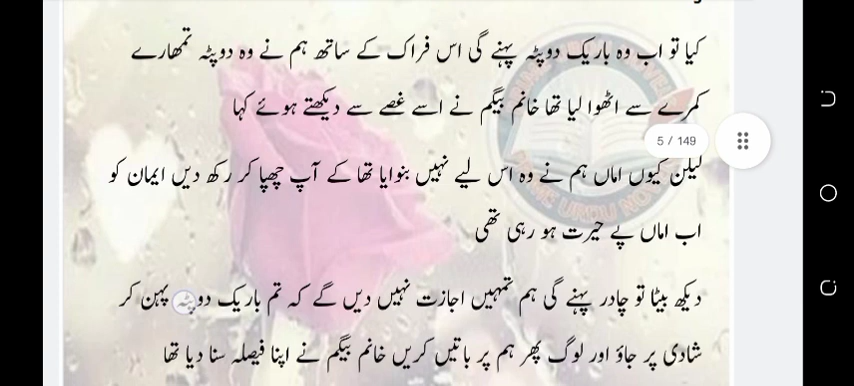 کیا تو اب وہ باریک دوپٹہ پہنے گی اس فراک کے ساتھ ہم نے وہ دوپٹہ تمھارے
کمرے سے اٹھوا لیا تھا خانم بیگم نے اسے غصے سے دیکھتے ہوئے کہا
5 / 149
لیلن کیوں اماں ہم نے وہ اس لیے نہیں بنوایا تھا کے آپ چھپا کر رکھ دیں ایمان کو
اب اماں پے حیرت ہو رہی تھی
دیکھ بیٹا تو چادر پہنے گی ہم تمہیں اجازت نہیں دیں گے کہ تم باریک دوپٹہ پہن کر
شادی پر جاؤ اور لوگ پھر ہم پر باتیں کریں خانم بیگم نے اپنا فیصلہ سنا دیا تھا